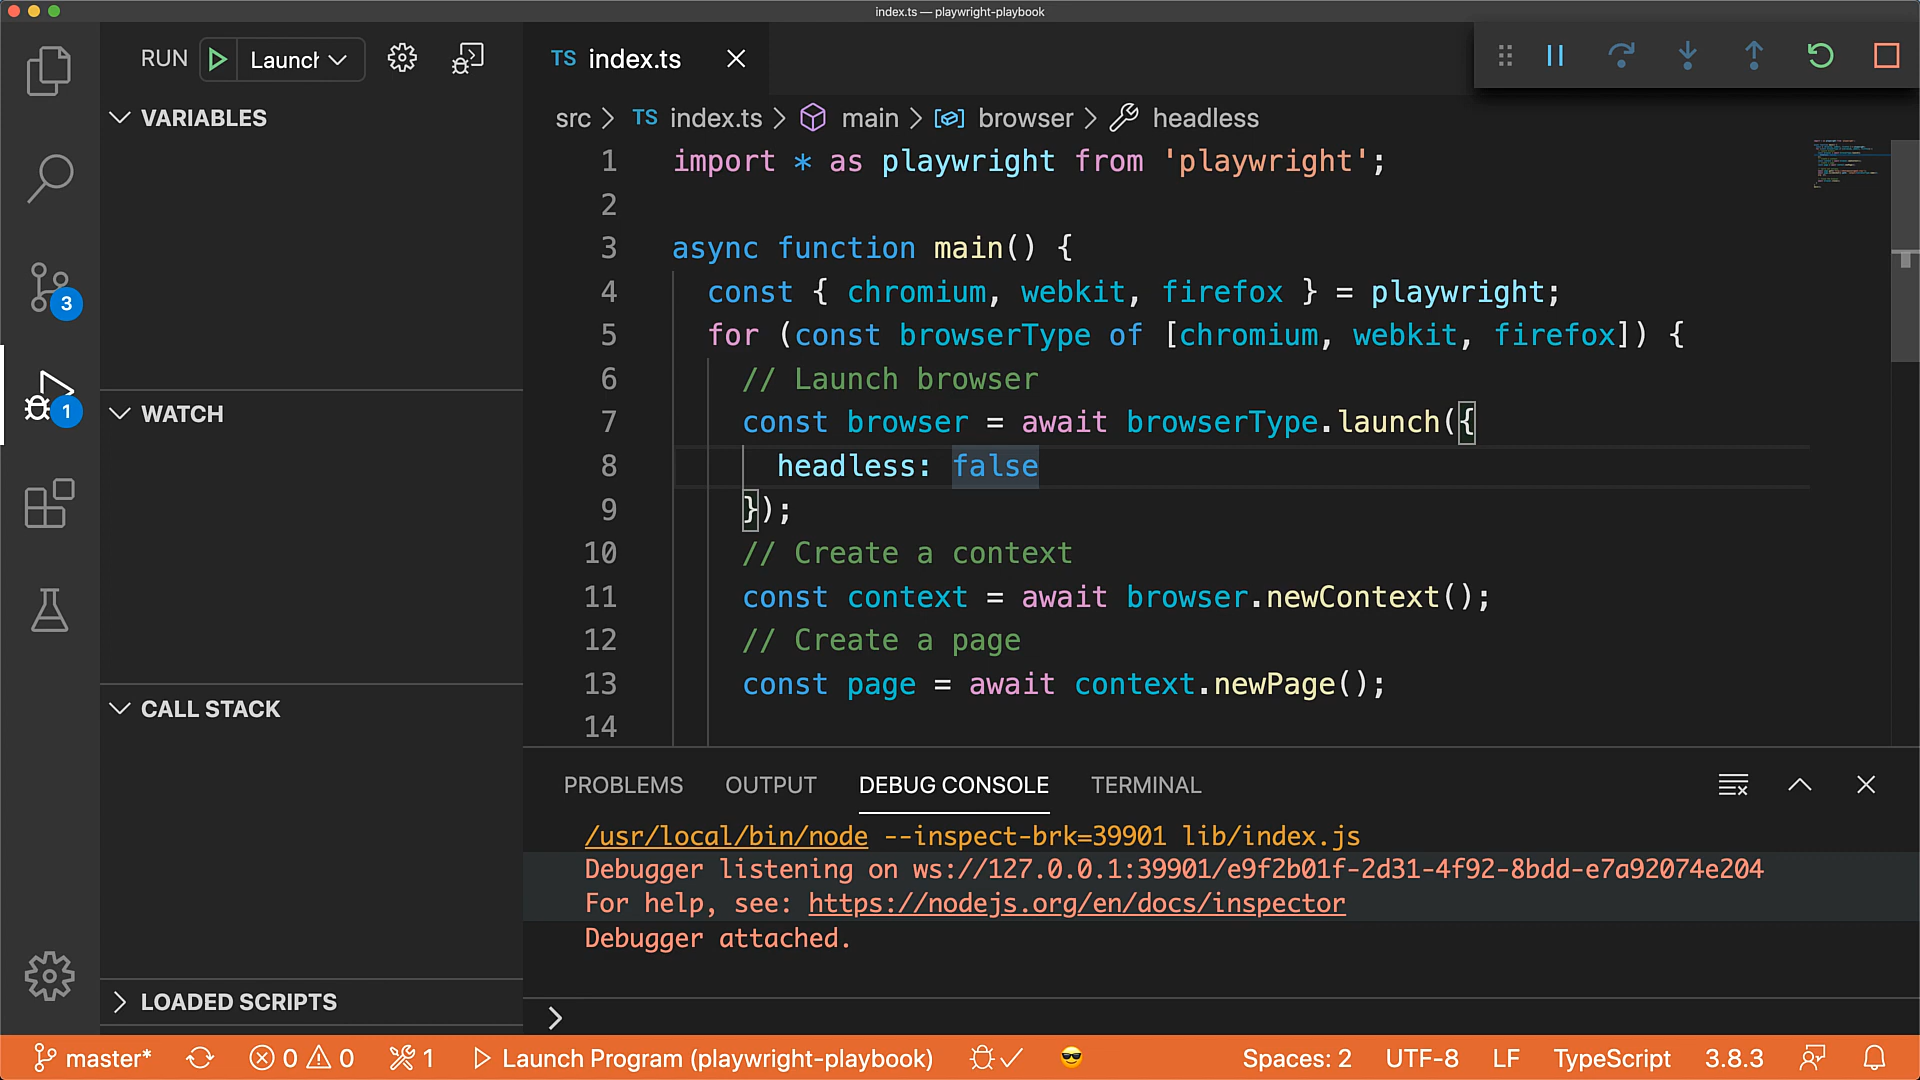 index.ts — playwright-playbook
RUN Launch
VARIABLES
WATCH
CALL STACK
LOADED SCRIPTS
3
1
TS index.ts
src > TS index.ts > main > browser > headless
1 import * as playwright from 'playwright';
2
3 async function main() {
4 const { chromium, webkit, firefox } = playwright;
5 for (const browserType of [chromium, webkit, firefox]) {
6 // Launch browser
7 const browser = await browserType.launch({
8 headless: false
9 });
10 // Create a context
11 const context = await browser.newContext();
12 // Create a page
13 const page = await context.newPage();
14
PROBLEMS OUTPUT DEBUG CONSOLE TERMINAL
/usr/local/bin/node --inspect-brk=39901 lib/index.js
Debugger listening on ws://127.0.0.1:39901/e9f2b01f-2d31-4f92-8bdd-e7a92074e204
For help, see: https://nodejs.org/en/docs/inspector
Debugger attached.
>
master* 0 0 1 Launch Program (playwright-playbook) Spaces: 2 UTF-8 LF TypeScript 3.8.3